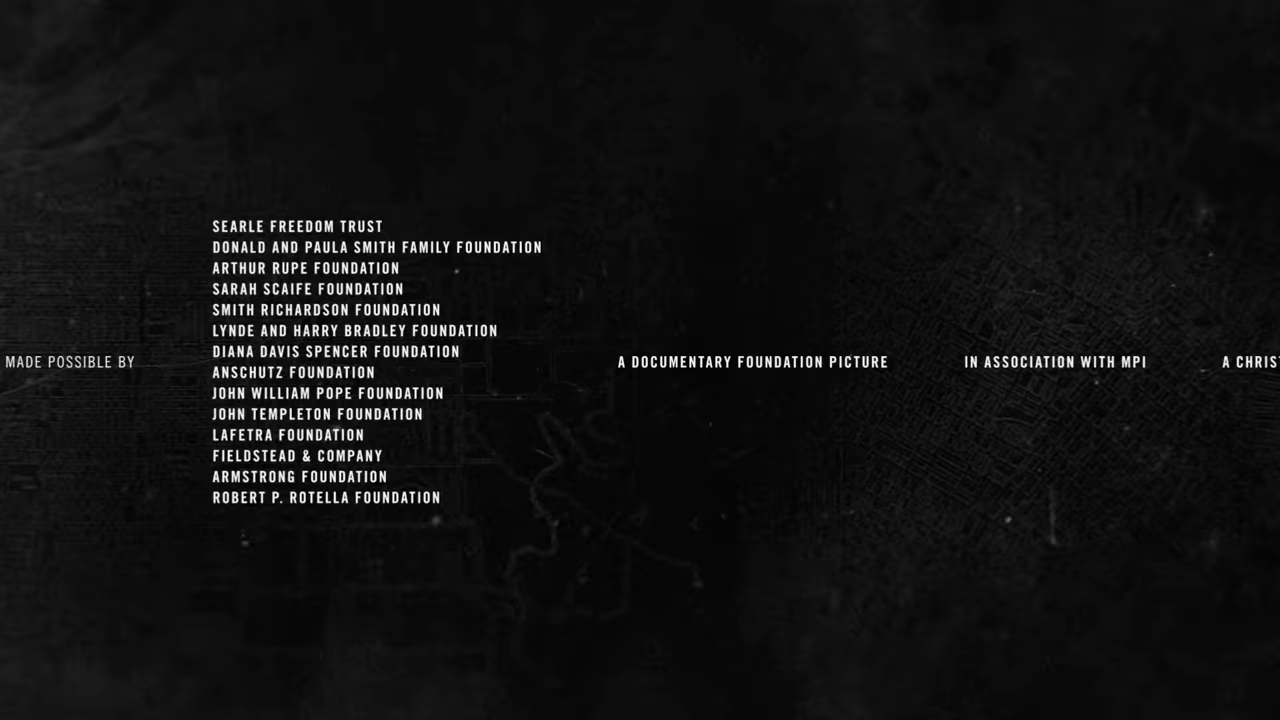 MADE POSSIBLE BY
SEARLE FREEDOM TRUST
DONALD AND PAULA SMITH FAMILY FOUNDATION
ARTHUR RUPE FOUNDATION
SARAH SCAIFE FOUNDATION
SMITH RICHARDSON FOUNDATION
LYNDE AND HARRY BRADLEY FOUNDATION
DIANA DAVIS SPENCER FOUNDATION
ANSCHUTZ FOUNDATION
JOHN WILLIAM POPE FOUNDATION
JOHN TEMPLETON FOUNDATION
LAFETRA FOUNDATION
FIELDSTEAD & COMPANY
ARMSTRONG FOUNDATION
ROBERT P. ROTELLA FOUNDATION
A DOCUMENTARY FOUNDATION PICTURE
IN ASSOCIATION WITH MPI
A CHRIST